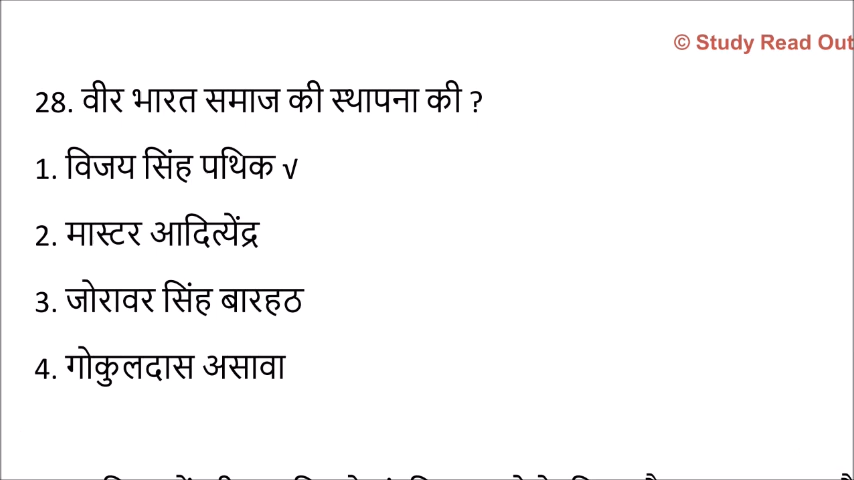 © Study Read Out
28. वीर भारत समाज की स्थापना की ?
1. विजय सिंह पथिक √
2. मास्टर आदित्येंद्र
3. जोरावर सिंह बारहठ
4. गोकुलदास असावा